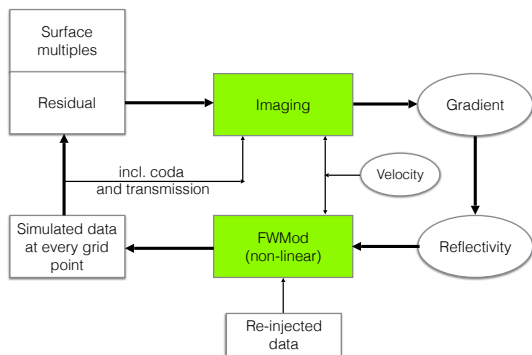 Surface
multiples
Residual
Imaging
Gradient
incl. coda
and transmission
Velocity
Simulated data
at every grid
point
FWMod
(non-linear)
Reflectivity
Re-injected
data